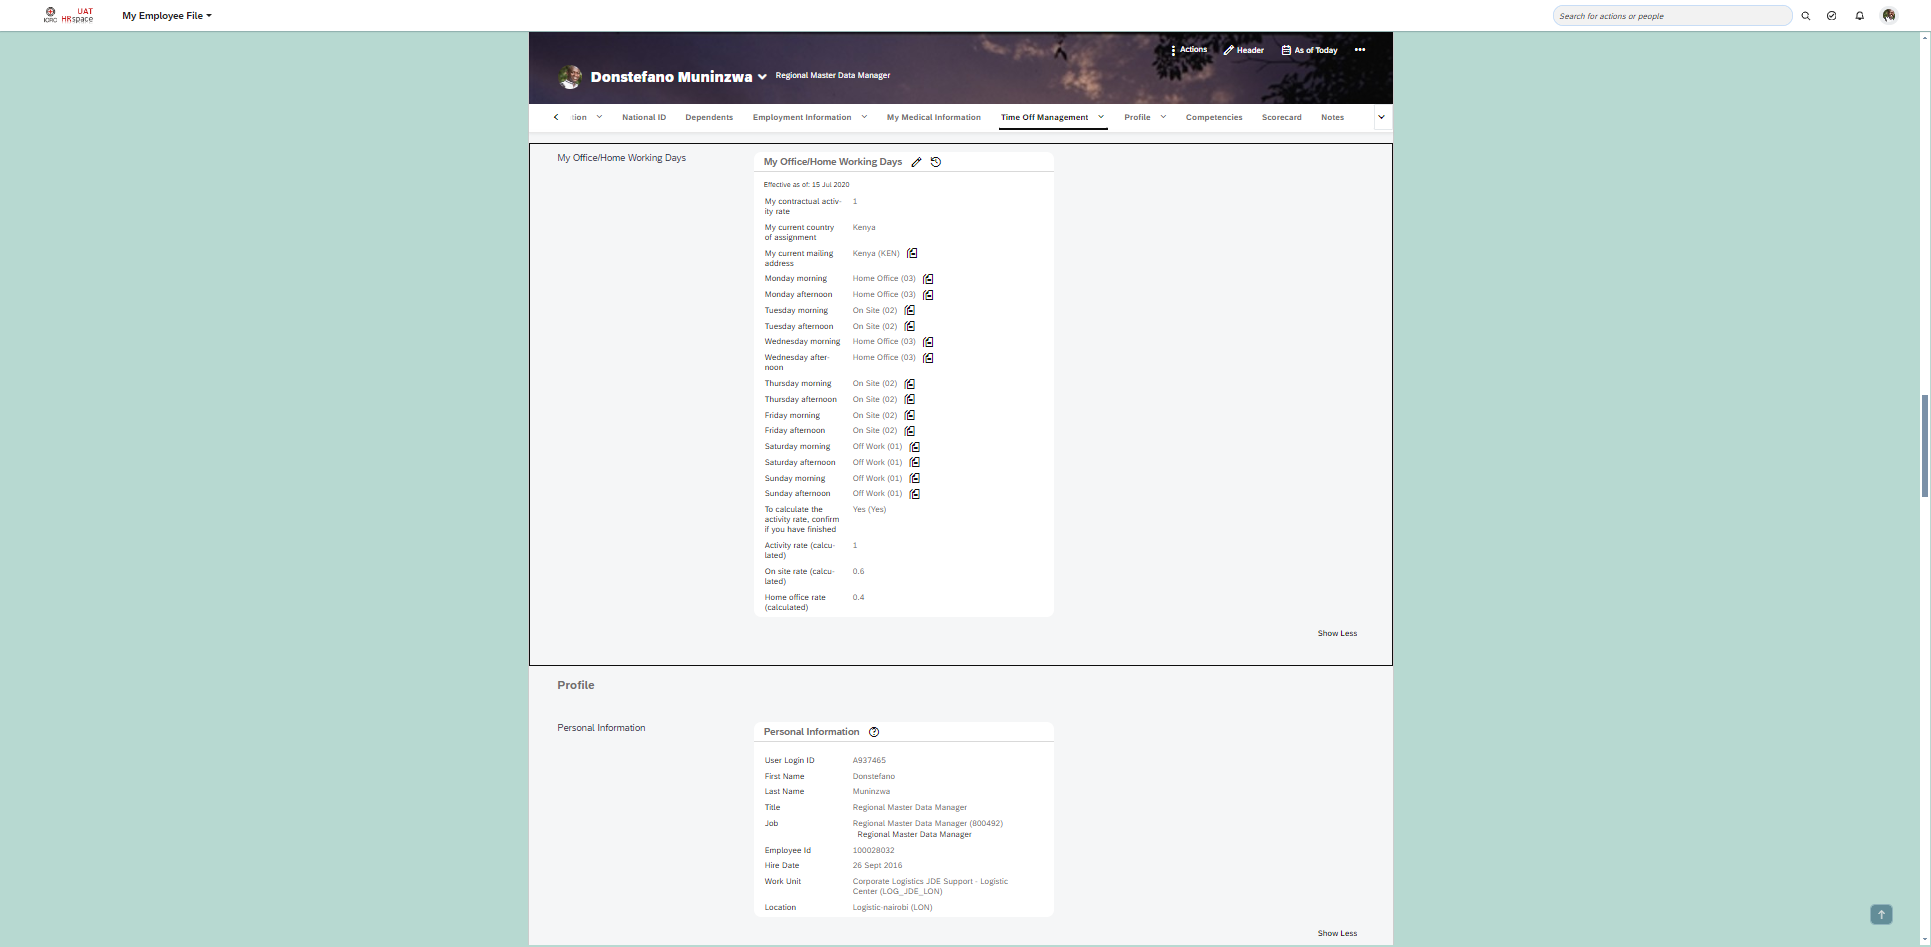 ICRC
UAT
HRspace
My Employee File
Search for actions or people
Actions
Header
As of Today
Donstefano Muninzwa
Regional Master Data Manager
tion
National ID
Dependents
Employment Information
My Medical Information
Time Off Management
Profile
Competencies
Scorecard
Notes
My Office/Home Working Days
My Office/Home Working Days
Effective as of: 15 Jul 2020
My contractual activ-
ity rate
1
My current country
of assignment
Kenya
My current mailing
address
Kenya (KEN)
Monday morning
Home Office (03)
Monday afternoon
Home Office (03)
Tuesday morning
On Site (02)
Tuesday afternoon
On Site (02)
Wednesday morning
Home Office (03)
Wednesday after-
noon
Home Office (03)
Thursday morning
On Site (02)
Thursday afternoon
On Site (02)
Friday morning
On Site (02)
Friday afternoon
On Site (02)
Saturday morning
Off Work (01)
Saturday afternoon
Off Work (01)
Sunday morning
Off Work (01)
Sunday afternoon
Off Work (01)
To calculate the
activity rate, confirm
if you have finished
Yes (Yes)
Activity rate (calcu-
lated)
1
On site rate (calcu-
lated)
0.6
Home office rate
(calculated)
0.4
Show Less
Profile
Personal Information
Personal Information
User Login ID
A937465
First Name
Donstefano
Last Name
Muninzwa
Title
Regional Master Data Manager
Job
Regional Master Data Manager (800492)
Regional Master Data Manager
Employee Id
100028032
Hire Date
26 Sept 2016
Work Unit
Corporate Logistics JDE Support - Logistic
Center (LOG_JDE_LON)
Location
Logistic-nairobi (LON)
Show Less